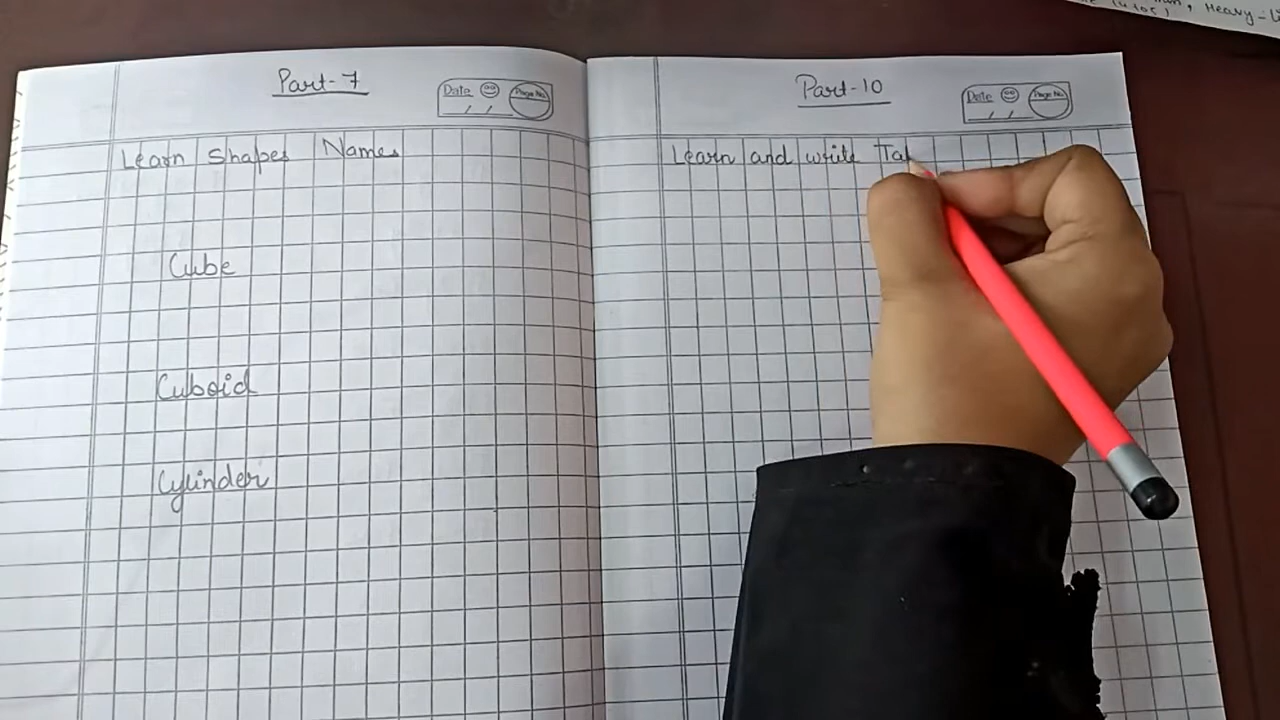 Part-7
Date
Page No.
Learn Shapes Names
Cube
Cuboid
Cylinder
Part-10
Date
Page No.
Learn and write
Heavy-